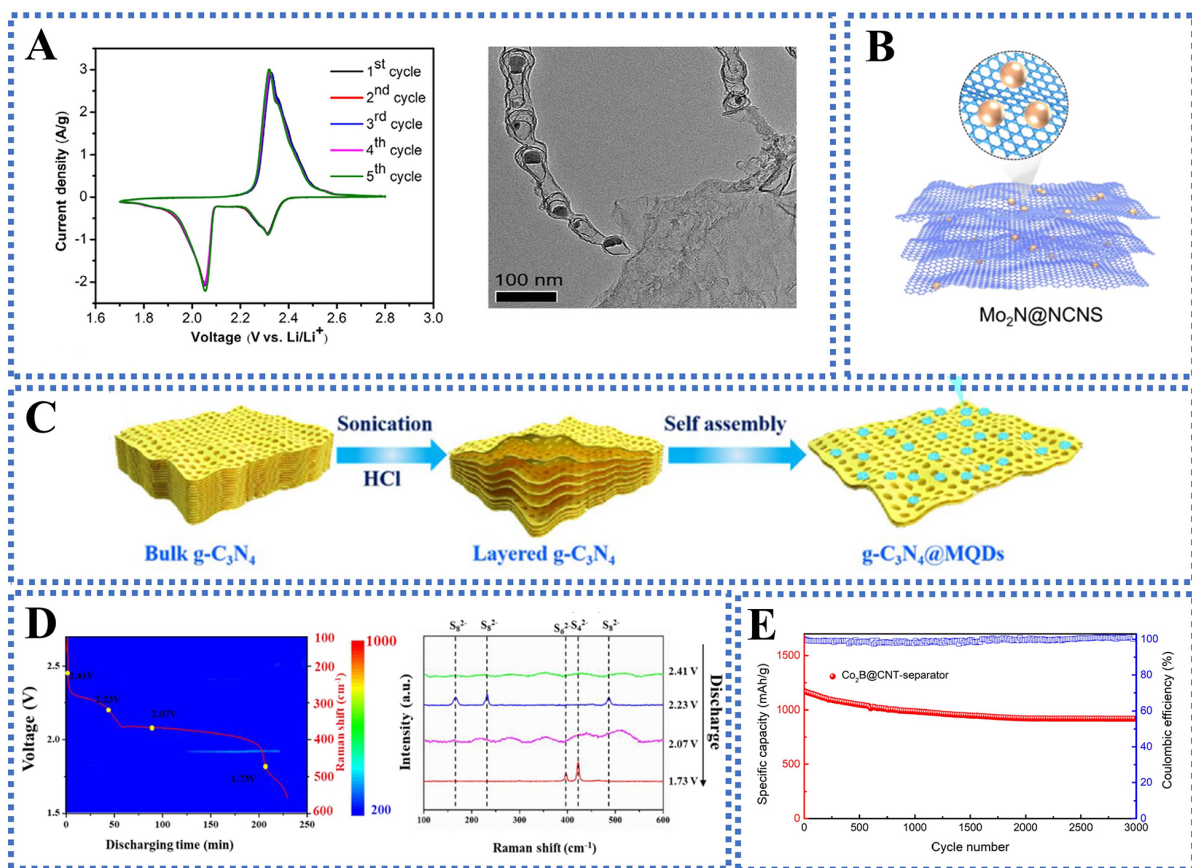 A
3
2
1
0
-1
-2
Current density (A/g)
1st cycle
2nd cycle
3rd cycle
4th cycle
5th cycle
1.6 1.8 2.0 2.2 2.4 2.6 2.8 3.0
Voltage (V vs. Li/Li+)
100 nm
B
Mo2N@NCNS
C
Sonication
HCl
Self assembly
Bulk g-C3N4
Layered g-C3N4
g-C3N4@MQDs
D
2.5
2.0
1.5
Voltage (V)
2.41V
2.23V
2.07V
1.73V
0 50 100 150 200 250
Discharging time (min)
100
200
300
400
500
600
Raman shift (cm-1)
1000
200
S82- S82- S62- S42- S82-
2.41 V
2.23 V
2.07 V
1.73 V
Discharge
Intensity (a.u.)
100 200 300 400 500 600
Raman shift (cm-1)
E
1500
1000
500
0
Specific capacity (mAh/g)
Co2B@CNT-separator
100
80
60
40
20
0
Coulombic efficiency (%)
0 500 1000 1500 2000 2500 3000
Cycle number